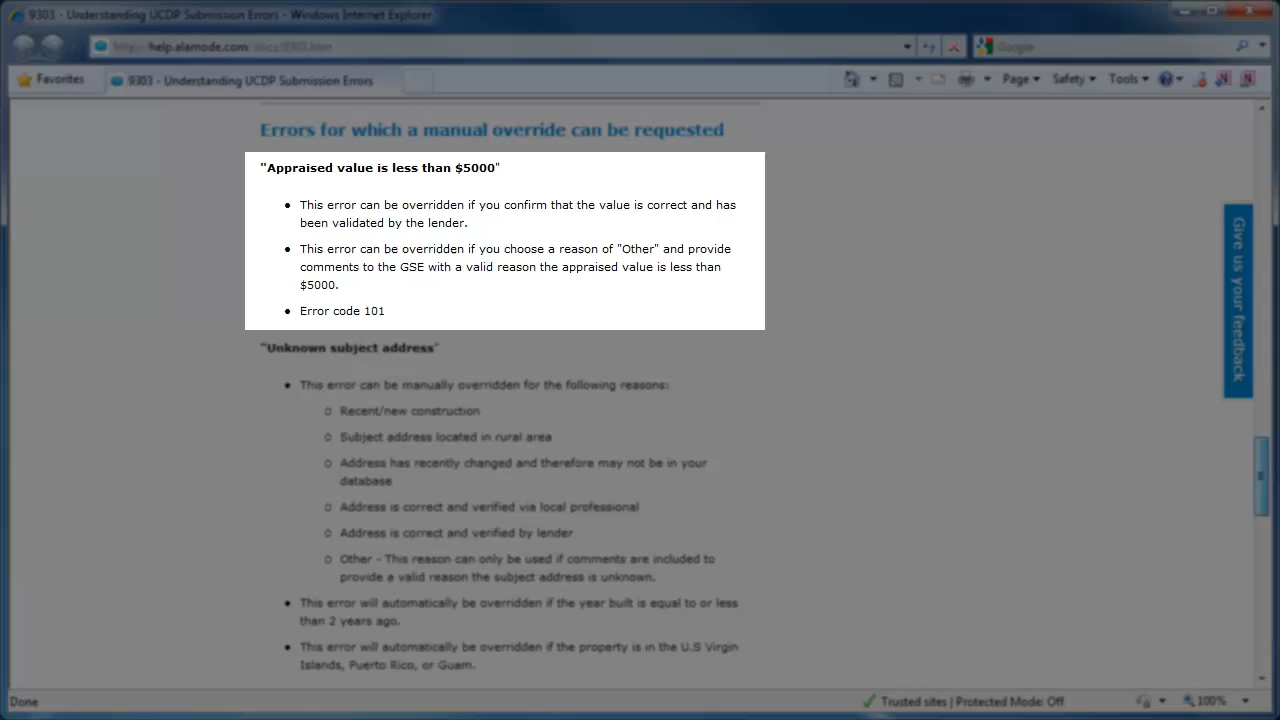 9303 - Understanding UCDP Submission Errors - Windows Internet Explorer
http://help.alamode.com/docs/9303.htm
Google
Favorites
9303 - Understanding UCDP Submission Errors
Page
Safety
Tools
Errors for which a manual override can be requested
"Appraised value is less than $5000"
• This error can be overridden if you confirm that the value is correct and has
been validated by the lender.
• This error can be overridden if you choose a reason of "Other" and provide
comments to the GSE with a valid reason the appraised value is less than
$5000.
• Error code 101
"Unknown subject address"
• This error can be manually overridden for the following reasons:
o Recent/new construction
o Subject address located in rural area
o Address has recently changed and therefore may not be in your
database
o Address is correct and verified via local professional
o Address is correct and verified by lender
o Other - This reason can only be used if comments are included to
provide a valid reason the subject address is unknown.
• This error will automatically be overridden if the year built is equal to or less
than 2 years ago.
• This error will automatically be overridden if the property is in the U.S Virgin
Islands, Puerto Rico, or Guam.
Give us your feedback
Done
Trusted sites | Protected Mode: Off
100%